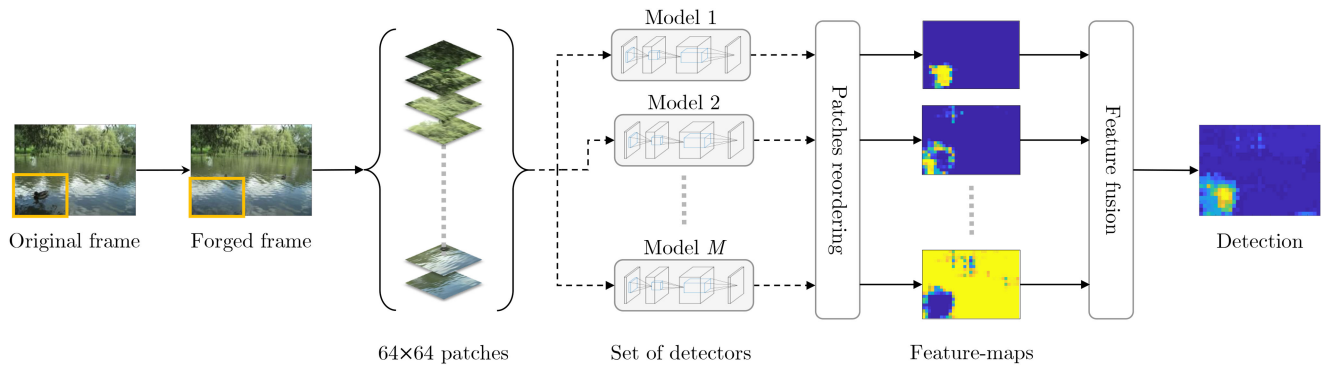 Original frame
Forged frame
64×64 patches
Model 1
Model 2
Model M
Set of detectors
Patches reordering
Feature-maps
Feature fusion
Detection